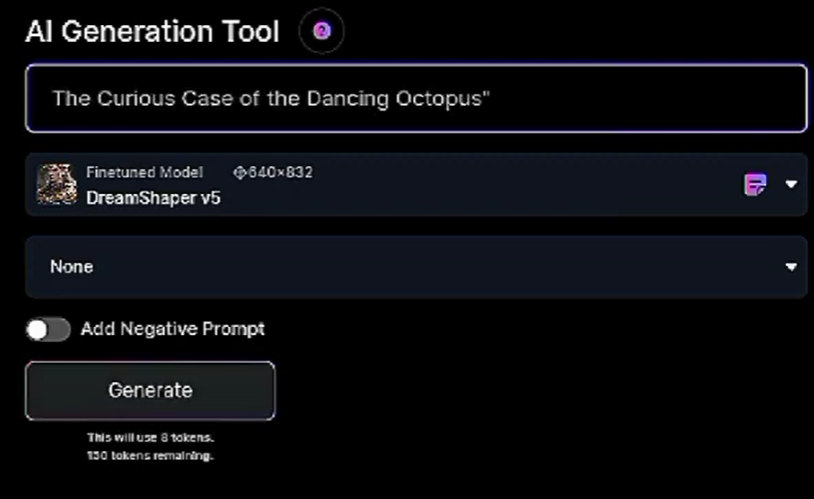 AI Generation Tool ?
The Curious Case of the Dancing Octopus"
Finetuned Model 640×832
DreamShaper v5
None
Add Negative Prompt
Generate
This will use 8 tokens.
150 tokens remaining.